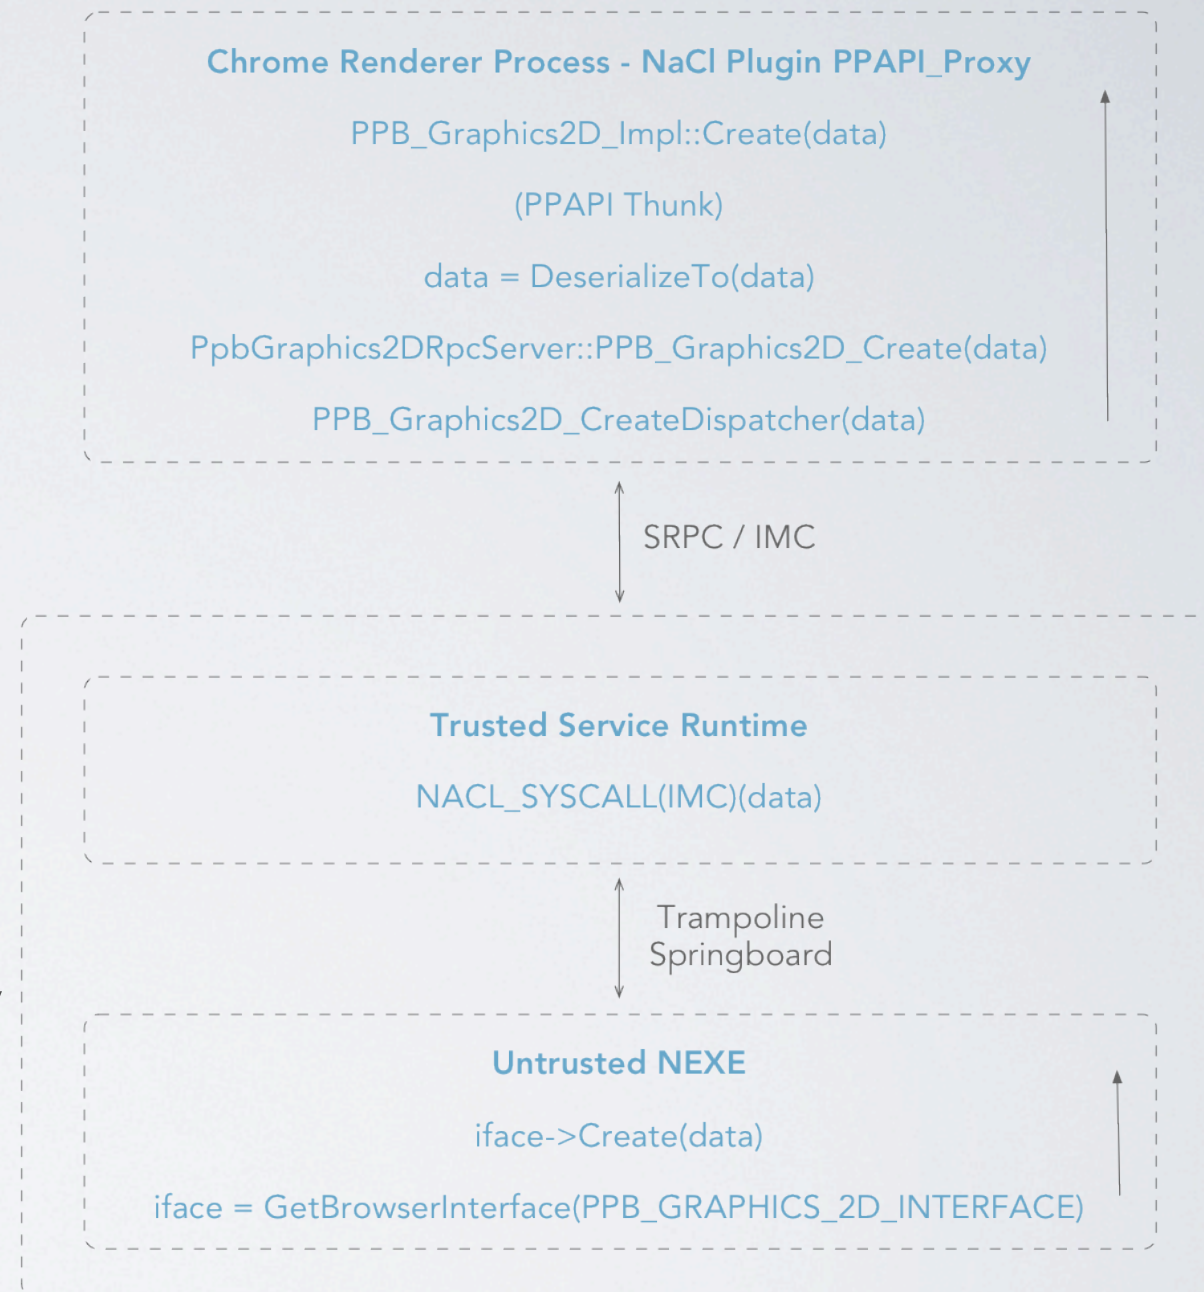 Chrome Renderer Process - NaCl Plugin PPAPI_Proxy
PPB_Graphics2D_Impl::Create(data)
(PPAPI Thunk)
data = DeserializeTo(data)
PpbGraphics2DRpcServer::PPB_Graphics2D_Create(data)
PPB_Graphics2D_CreateDispatcher(data)
SRPC / IMC
Trusted Service Runtime
NACL_SYSCALL(IMC)(data)
Trampoline
Springboard
Untrusted NEXE
iface->Create(data)
iface = GetBrowserInterface(PPB_GRAPHICS_2D_INTERFACE)